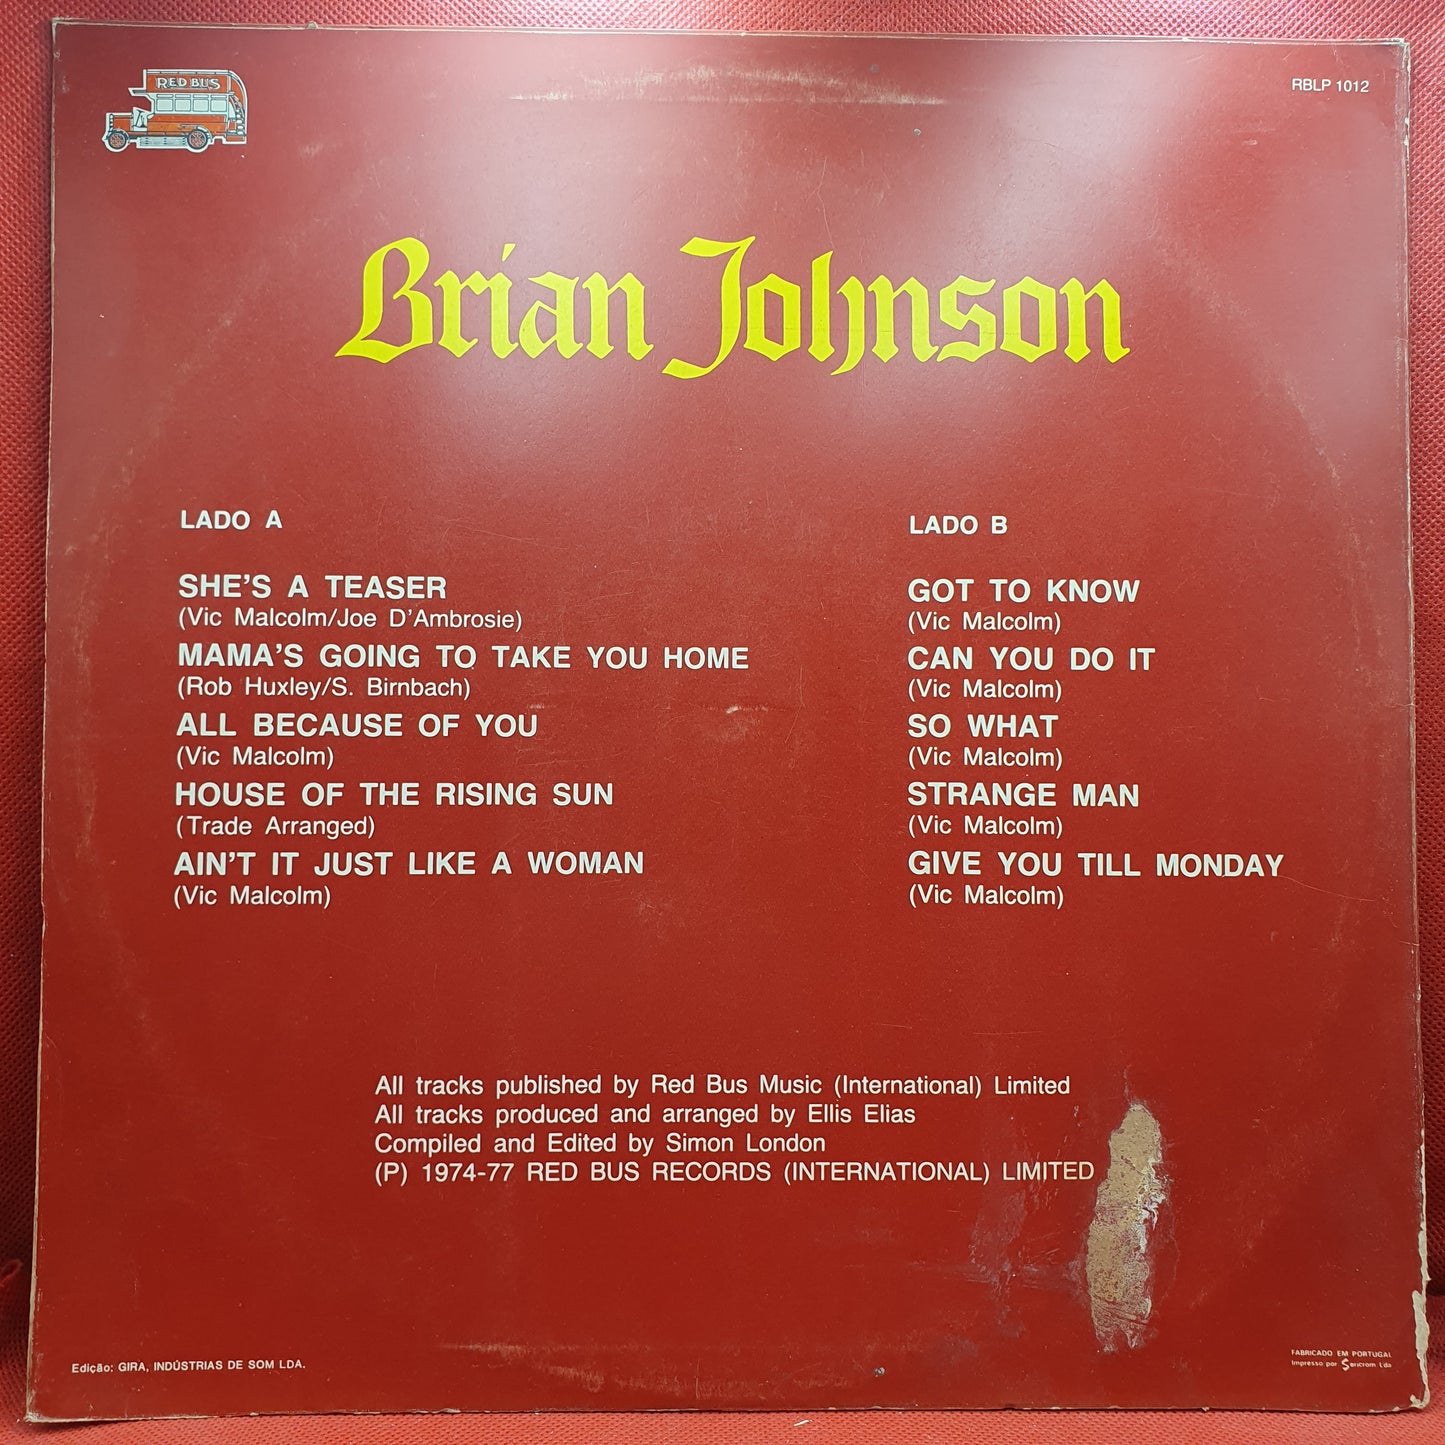 RED BUS
RBLP 1012
Brian Johnson
LADO A
SHE'S A TEASER
(Vic Malcolm/Joe D'Ambrosie)
MAMA'S GOING TO TAKE YOU HOME
(Rob Huxley/S. Birnbach)
ALL BECAUSE OF YOU
(Vic Malcolm)
HOUSE OF THE RISING SUN
(Trade Arranged)
AIN'T IT JUST LIKE A WOMAN
(Vic Malcolm)
LADO B
GOT TO KNOW
(Vic Malcolm)
CAN YOU DO IT
(Vic Malcolm)
SO WHAT
(Vic Malcolm)
STRANGE MAN
(Vic Malcolm)
GIVE YOU TILL MONDAY
(Vic Malcolm)
All tracks published by Red Bus Music (International) Limited
All tracks produced and arranged by Ellis Elias
Compiled and Edited by Simon London
(P) 1974-77 RED BUS RECORDS (INTERNATIONAL) LIMITED
Edição: GIRA, INDÚSTRIAS DE SOM LDA.
FABRICADO EM PORTUGAL
Impresso por Sericrom Lda